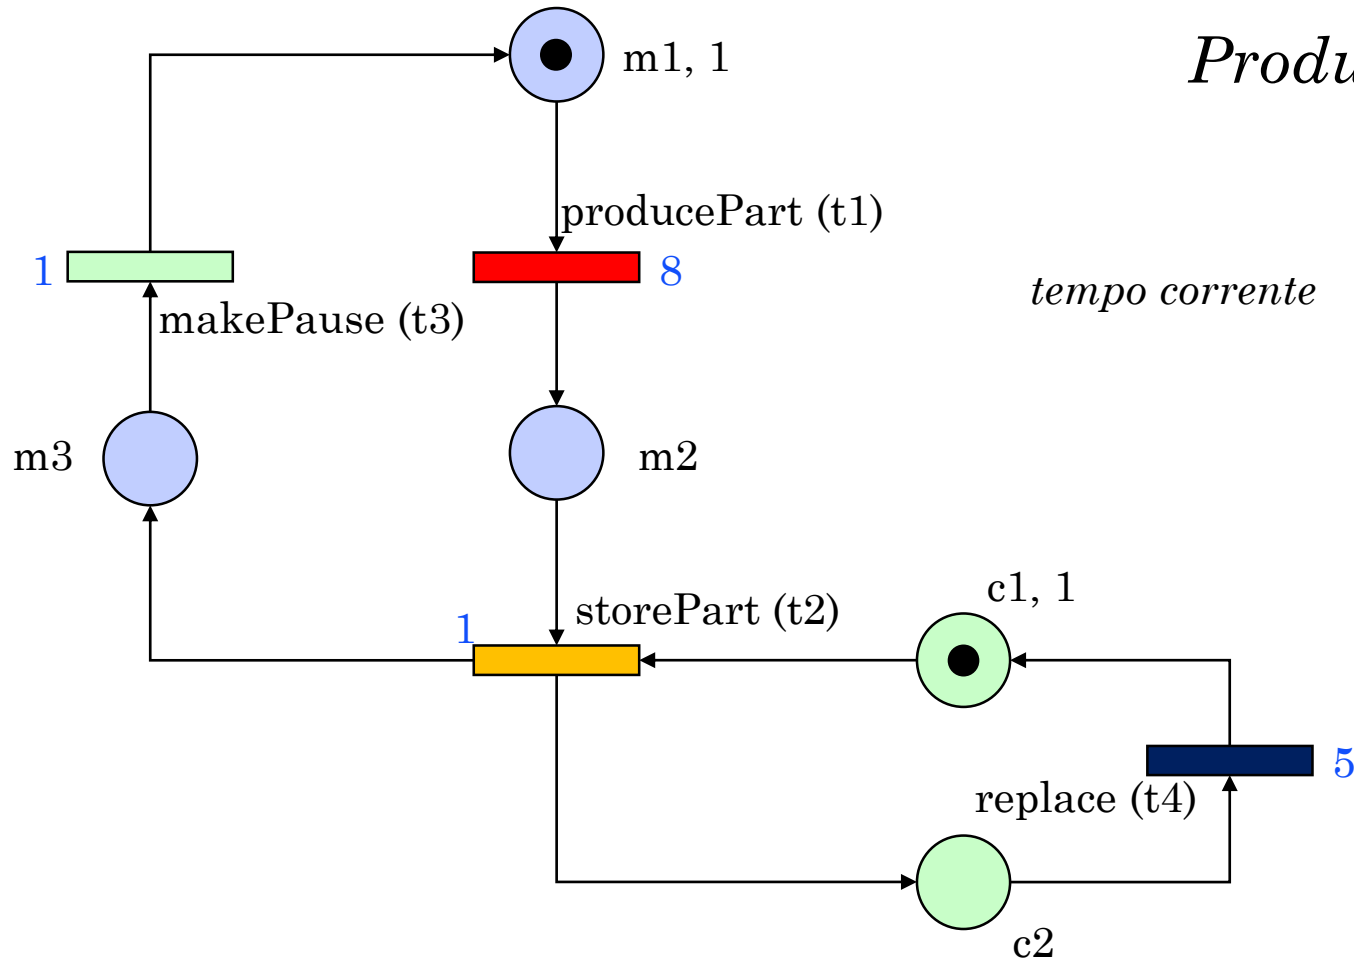 m1, 1
Produ
producePart (t1)
1
8
makePause (t3)
tempo corrente
m3
m2
c1, 1
storePart (t2)
1
5
replace (t4)
c2